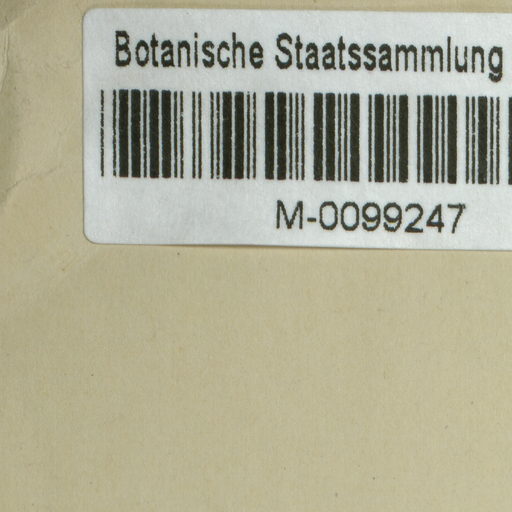 Botanische Staatssammlung
M-0099247